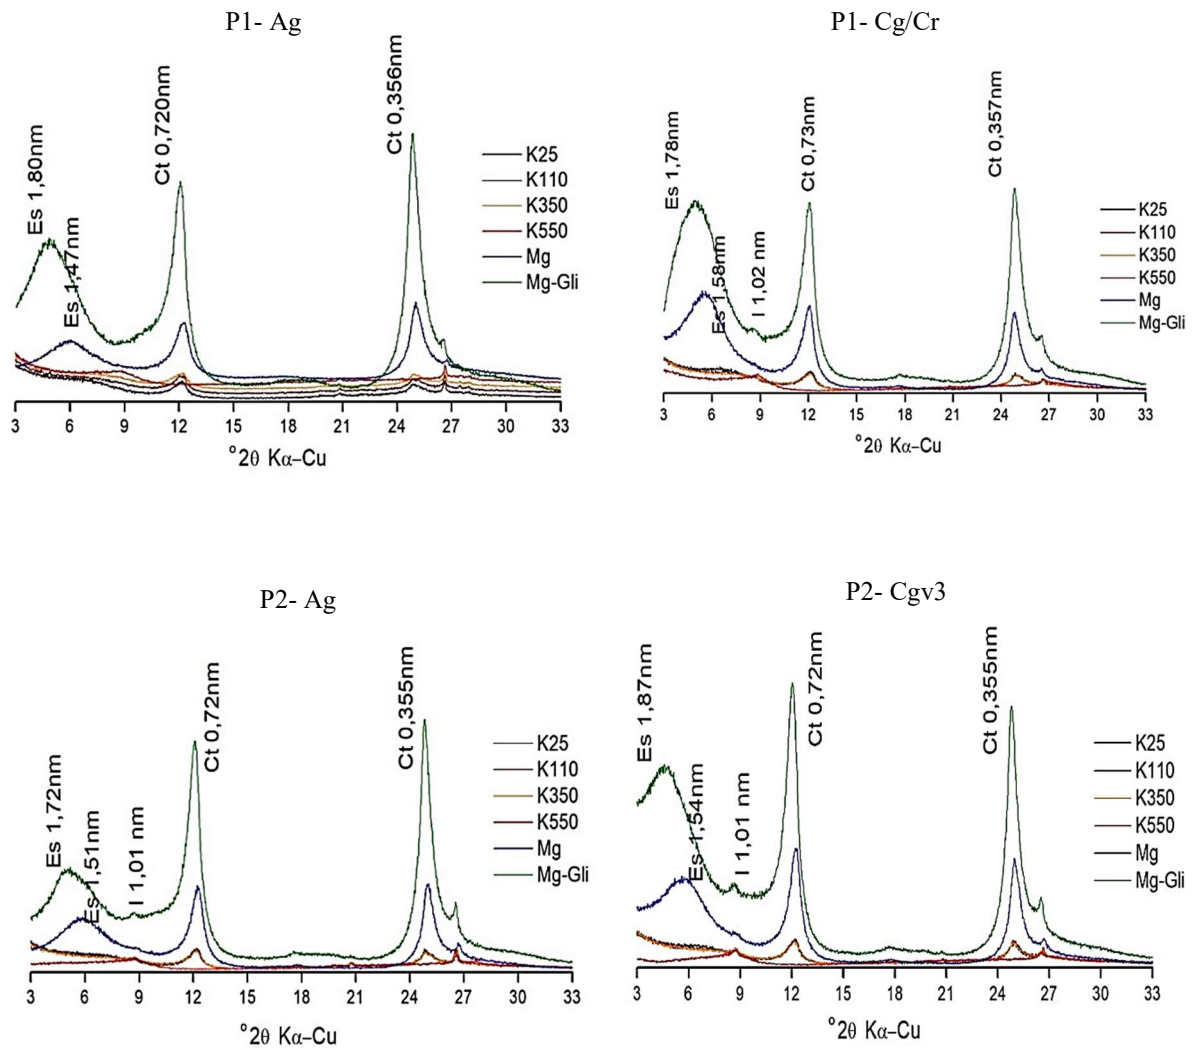 P1- Ag
Es 1,80nm
Es 1,47nm
Ct 0,720nm
Ct 0,356nm
K25
K110
K350
K550
Mg
Mg-Gli
3 6 9 12 15 18 21 24 27 30 33
°2θ Kα–Cu
P1- Cg/Cr
Es 1,78nm
Es 1,58nm
I 1,02 nm
Ct 0,73nm
Ct 0,357nm
K25
K110
K350
K550
Mg
Mg-Gli
3 6 9 12 15 18 21 24 27 30 33
°2θ Kα–Cu
P2- Ag
Es 1,72nm
Es 1,51nm
I 1,01 nm
Ct 0,72nm
Ct 0,355nm
K25
K110
K350
K550
Mg
Mg-Gli
3 6 9 12 15 18 21 24 27 30 33
°2θ Kα–Cu
P2- Cgv3
Es 1,87nm
Es 1,54nm
I 1,01 nm
Ct 0,72nm
Ct 0,355nm
K25
K110
K350
K550
Mg
Mg-Gli
3 6 9 12 15 18 21 24 27 30 33
°2θ Kα–Cu